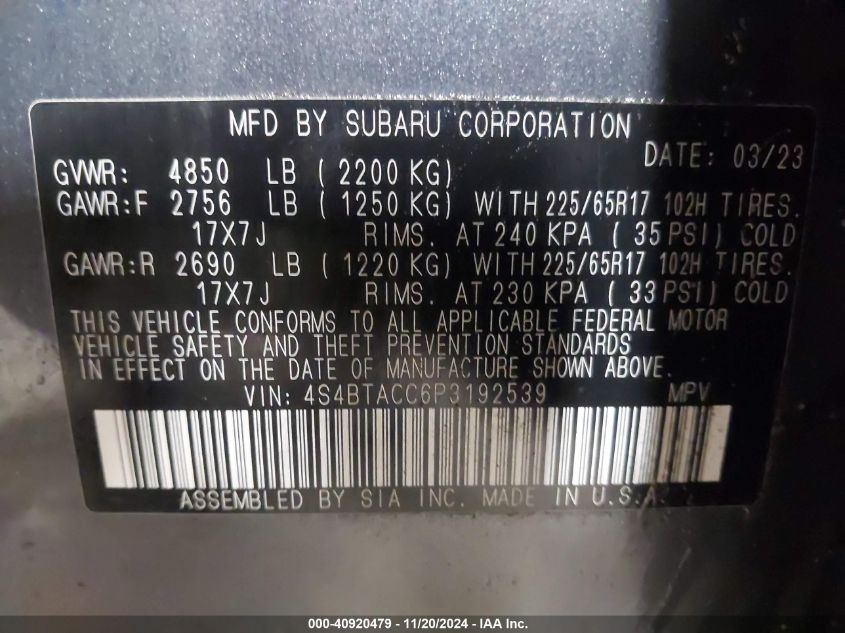 MFD BY SUBARU CORPORATION
DATE: 03/23
GVWR: 4850 LB ( 2200 KG)
GAWR:F 2756 LB ( 1250 KG) WITH 225/65R17 102H TIRES.
17X7J RIMS. AT 240 KPA ( 35 PSI) COLD
GAWR:R 2690 LB ( 1220 KG) WITH 225/65R17 102H TIRES.
17X7J RIMS. AT 230 KPA ( 33 PSI) COLD
THIS VEHICLE CONFORMS TO ALL APPLICABLE FEDERAL MOTOR
VEHICLE SAFETY AND THEFT PREVENTION STANDARDS
IN EFFECT ON THE DATE OF MANUFACTURE SHOWN ABOVE.
VIN: 4S4BTACC6P3192539 MPV
ASSEMBLED BY SIA INC. MADE IN U.S.A.
000-40920479 - 11/20/2024 - IAAI.com